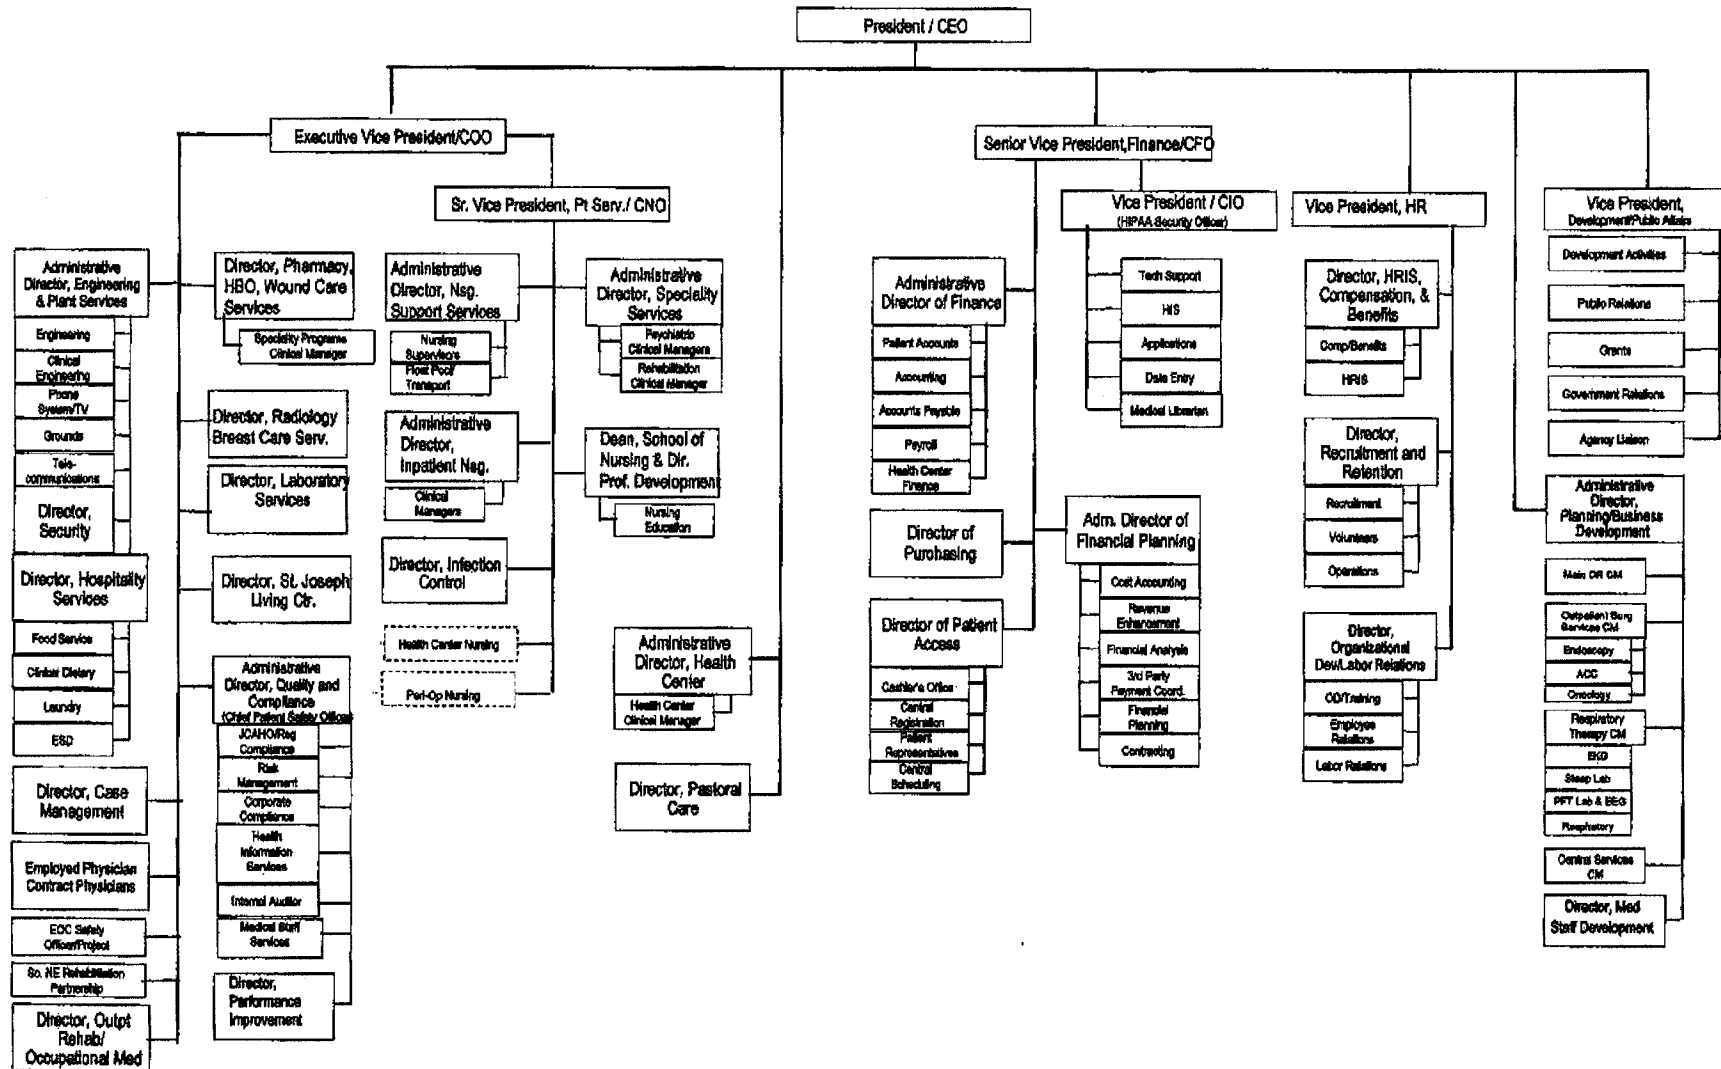 President / CEO
Executive Vice President/COO
Senior Vice President,Finance/CFO
Sr. Vice President, Pt Serv./ CNO
Vice President / CIO
(HIPAA Security Officer)
Vice President, HR
Vice President,
Development/Public Affairs
Administrative
Director, Engineering
& Plant Services
Engineering
Clinical
Engineering
Phone
System/TV
Grounds
Tele-
communications
Director,
Security
Director, Hospitality
Services
Food Service
Clinical Dietary
Laundry
ESD
Director, Case
Management
Employed Physician
Contract Physicians
EOC Safety
Officer/Project
So. NE Rehabilitation
Partnership
Director, Outpt
Rehab/
Occupational Med
Director, Pharmacy,
HBO, Wound Care
Services
Specialty Programs
Clinical Manager
Director, Radiology
Breast Care Serv.
Director, Laboratory
Services
Director, St. Joseph
Living Ctr.
Administrative
Director, Quality and
Compliance
(Chief Patient Safety Officer)
JCAHO/Reg
Compliance
Risk
Management
Corporate
Compliance
Health
Information
Services
Internal Auditor
Medical Staff
Services
Director,
Performance
Improvement
Administrative
Director, Nsg.
Support Services
Nursing
Supervisors
Float Pool/
Transport
Administrative
Director,
Inpatient Nsg.
Clinical
Managers
Director, Infection
Control
Health Center Nursing
Peri-Op Nursing
Administrative
Director, Speciality
Services
Psychiatric
Clinical Managers
Rehabilitation
Clinical Manager
Dean, School of
Nursing & Dir.
Prof. Development
Nursing
Education
Administrative
Director, Health
Center
Health Center
Clinical Manager
Director, Pastoral
Care
Administrative
Director of Finance
Patient Accounts
Accounting
Accounts Payable
Payroll
Health Center
Finance
Director of
Purchasing
Director of Patient
Access
Cashier's Office
Central
Registration
Patient
Representatives
Central
Scheduling
Tech Support
HIS
Applications
Data Entry
Medical Librarian
Adm. Director of
Financial Planning
Cost Accounting
Revenue
Enhancement
Financial Analysis
3rd Party
Payment Coord.
Financial
Planning
Contracting
Director, HRIS,
Compensation, &
Benefits
Comp/Benefits
HRIS
Director,
Recruitment and
Retention
Recruitment
Volunteers
Operations
Director,
Organizational
Dev/Labor Relations
OD/Training
Employee
Relations
Labor Relations
Development Activities
Public Relations
Grants
Government Relations
Agency Liaison
Administrative
Director,
Planning/Business
Development
Main OR CM
Outpatient Surg
Services CM
Endoscopy
ACC
Oncology
Respiratory
Therapy CM
EKG
Sleep Lab
PFT Lab & EEG
Respiratory
Central Services
CM
Director, Med
Staff Development